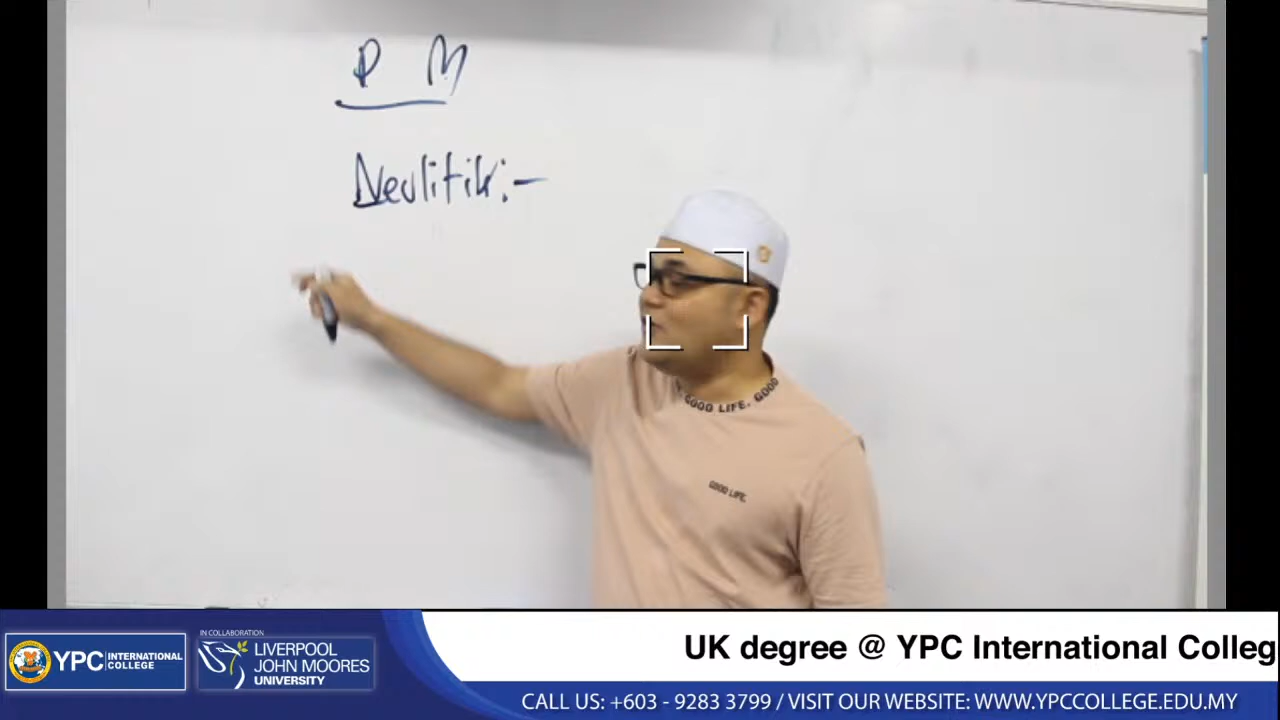 P M
Neolitik:-
GOOD LIFE. GOOD
GOOD LIFE.
YPC INTERNATIONAL COLLEGE
IN COLLABORATION
LIVERPOOL
JOHN MOORES
UNIVERSITY
UK degree @ YPC International Colleg
CALL US: +603 - 9283 3799 / VISIT OUR WEBSITE: WWW.YPCCOLLEGE.EDU.MY